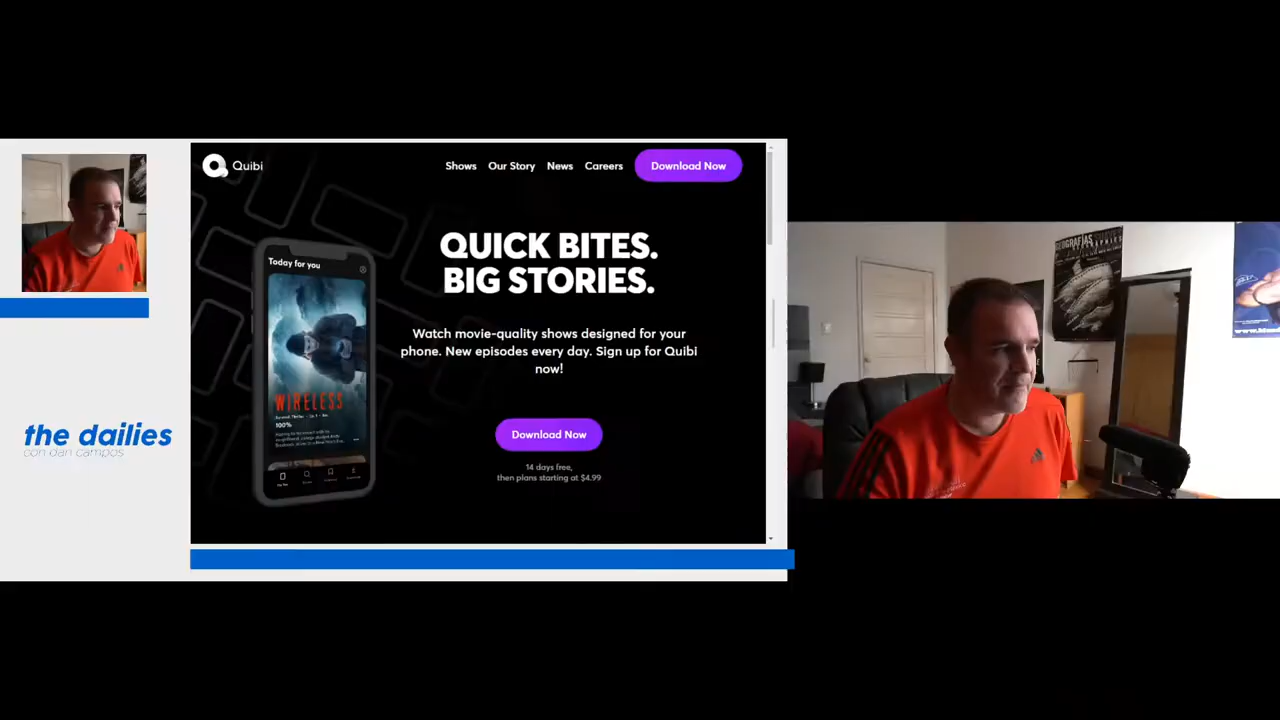 Quibi
Shows Our Story News Careers Download Now
QUICK BITES.
BIG STORIES.
Watch movie-quality shows designed for your
phone. New episodes every day. Sign up for Quibi
now!
Download Now
14 days free,
then plans starting at $4.99
Today for you
WIRELESS
100%
the dailies
con dan campos
GEOGRAFIAS